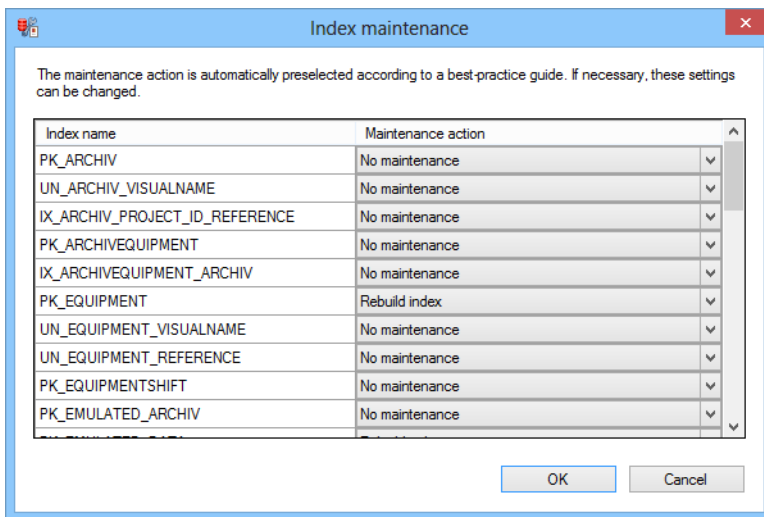 Index maintenance
The maintenance action is automatically preselected according to a best-practice guide. If necessary, these settings
can be changed.
Index name Maintenance action
PK_ARCHIV No maintenance
UN_ARCHIV_VISUALNAME No maintenance
IX_ARCHIV_PROJECT_ID_REFERENCE No maintenance
PK_ARCHIVEQUIPMENT No maintenance
IX_ARCHIVEQUIPMENT_ARCHIV No maintenance
PK_EQUIPMENT Rebuild index
UN_EQUIPMENT_VISUALNAME No maintenance
UN_EQUIPMENT_REFERENCE No maintenance
PK_EQUIPMENTSHIFT No maintenance
PK_EMULATED_ARCHIV No maintenance
OK Cancel